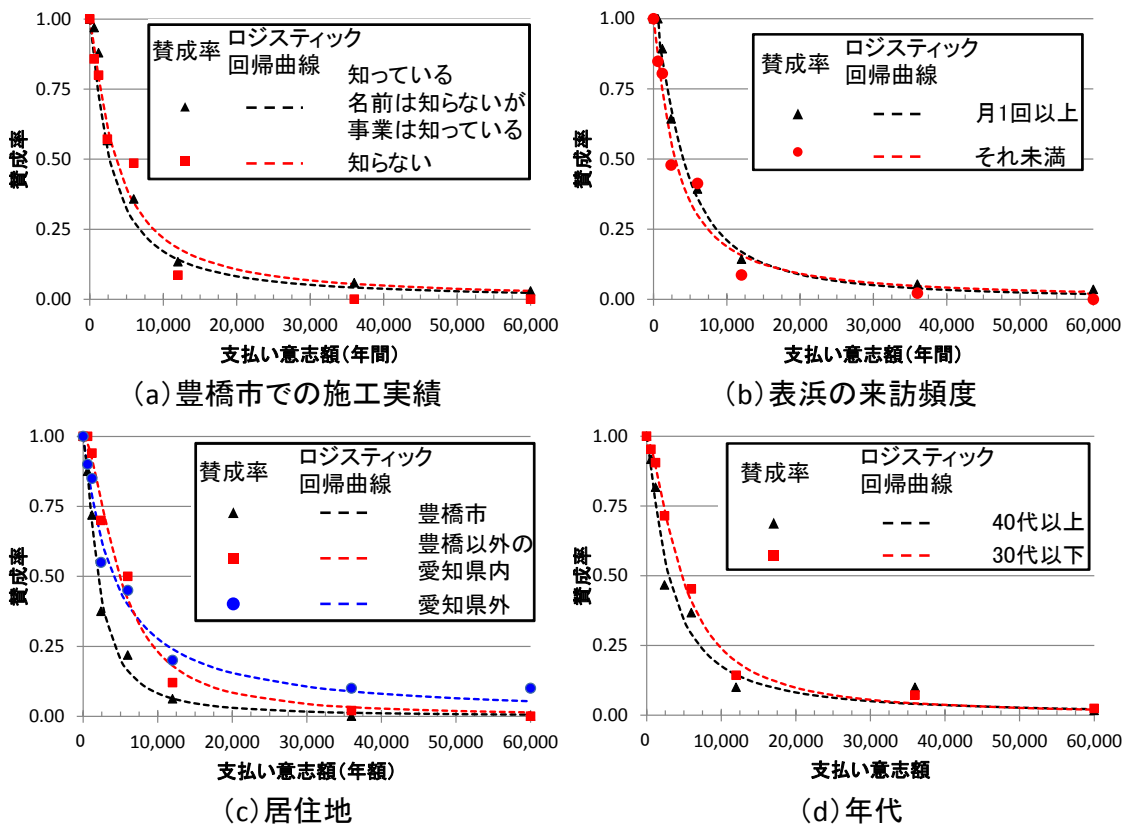 1.00
0.75
0.50
0.25
0.00
賛成率
賛成率 ロジスティック
回帰曲線
知っている
名前は知らないが
事業は知っている
知らない
0 10,000 20,000 30,000 40,000 50,000 60,000
支払い意志額(年間)
(a)豊橋市での施工実績
1.00
0.75
0.50
0.25
0.00
賛成率
賛成率 ロジスティック
回帰曲線
月1回以上
それ未満
0 10,000 20,000 30,000 40,000 50,000 60,000
支払い意志額(年間)
(b)表浜の来訪頻度
1.00
0.75
0.50
0.25
0.00
賛成率
賛成率 ロジスティック
回帰曲線
豊橋市
豊橋以外の
愛知県内
愛知県外
0 10,000 20,000 30,000 40,000 50,000 60,000
支払い意志額(年額)
(c)居住地
1.00
0.75
0.50
0.25
0.00
賛成率
賛成率 ロジスティック
回帰曲線
40代以上
30代以下
0 10,000 20,000 30,000 40,000 50,000 60,000
支払い意志額
(d)年代